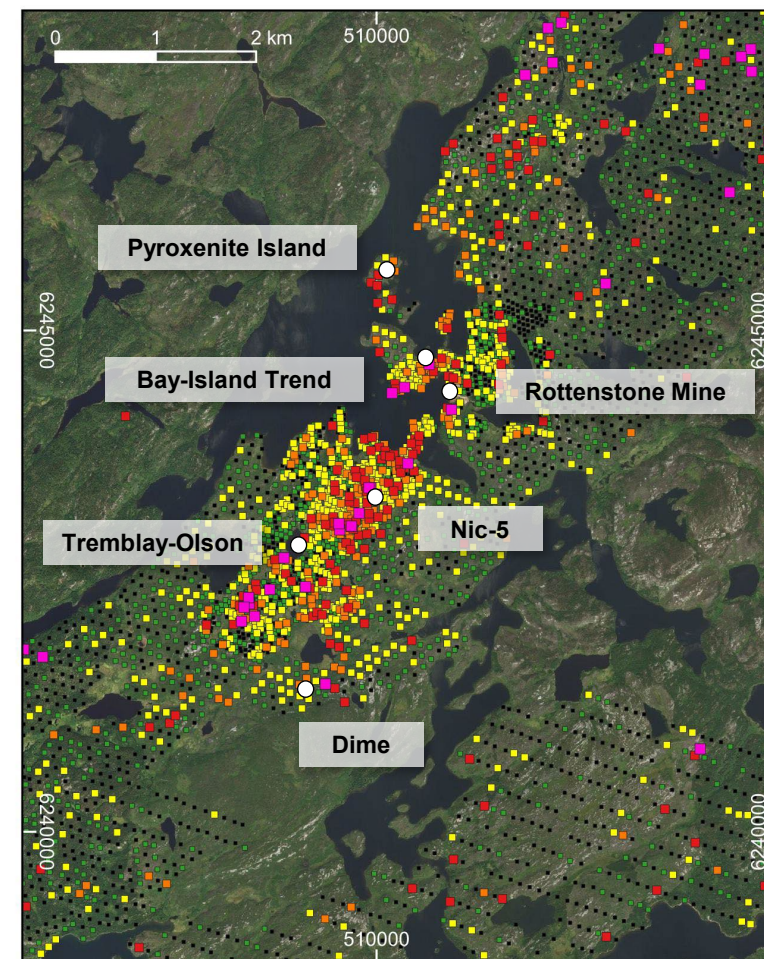 0 1 2 km
510000
Pyroxenite Island
6245000
6245000
Bay-Island Trend
Rottenstone Mine
Nic-5
Tremblay-Olson
Dime
6240000
6240000
510000